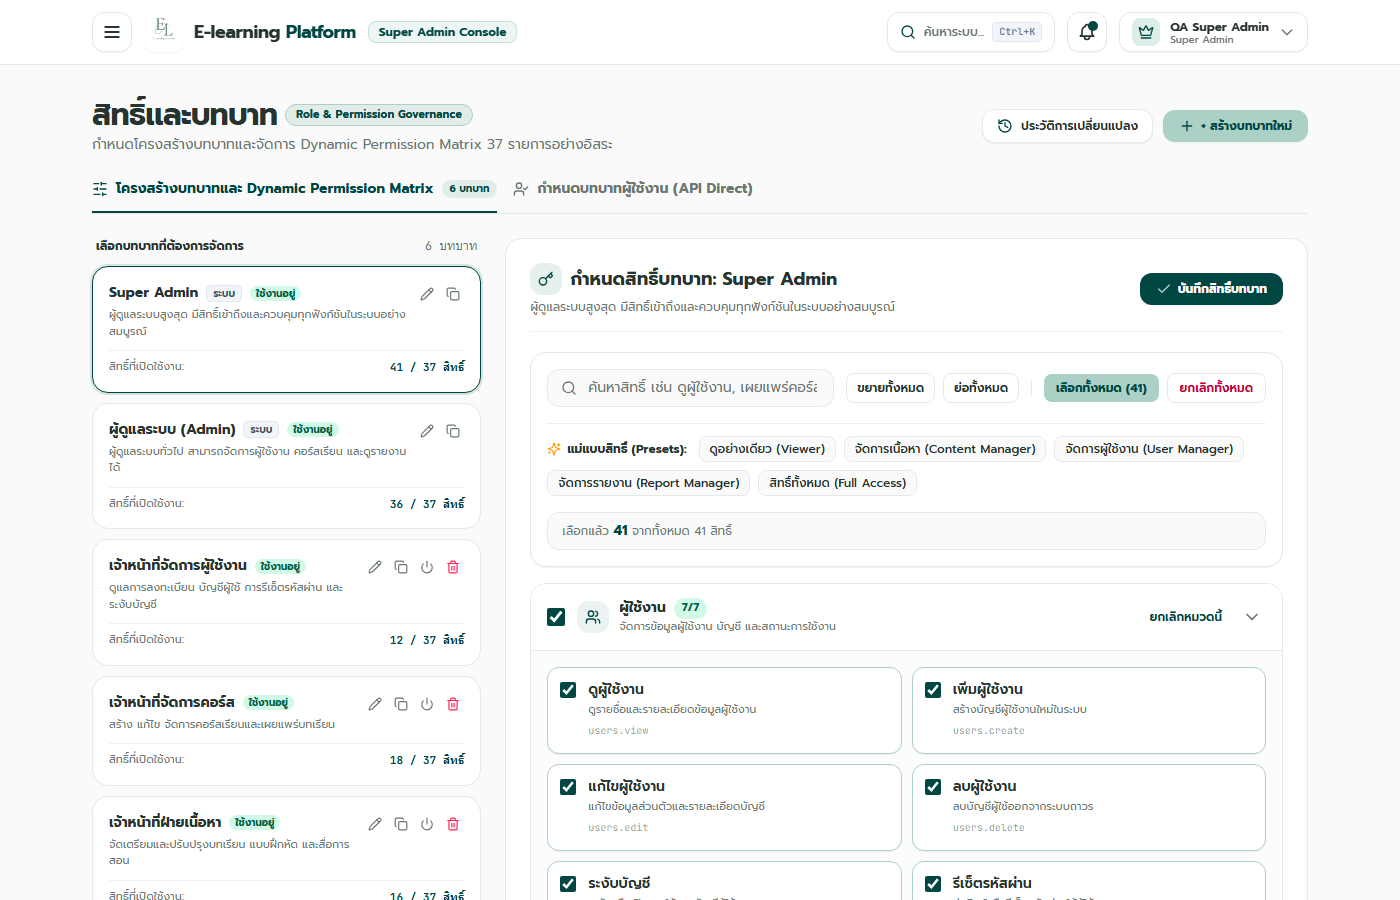 EL
E-learning Platform
Super Admin Console
ค้นหาระบบ...
Ctrl+K
QA Super Admin
Super Admin
สิทธิ์และบทบาท
Role & Permission Governance
กำหนดโครงสร้างบทบาทและจัดการ Dynamic Permission Matrix 37 รายการอย่างอิสระ
ประวัติการเปลี่ยนแปลง
+ สร้างบทบาทใหม่
โครงสร้างบทบาทและ Dynamic Permission Matrix
6 บทบาท
กำหนดบทบาทผู้ใช้งาน (API Direct)
เลือกบทบาทที่ต้องการจัดการ
6 บทบาท
Super Admin
ระบบ
ใช้งานอยู่
ผู้ดูแลระบบสูงสุด มีสิทธิ์เข้าถึงและควบคุมทุกฟังก์ชันในระบบอย่าง
สมบูรณ์
สิทธิ์ที่เปิดใช้งาน:
41 / 37 สิทธิ์
ผู้ดูแลระบบ (Admin)
ระบบ
ใช้งานอยู่
ผู้ดูแลระบบทั่วไป สามารถจัดการผู้ใช้งาน คอร์สเรียน และดูรายงาน
ได้
สิทธิ์ที่เปิดใช้งาน:
36 / 37 สิทธิ์
เจ้าหน้าที่จัดการผู้ใช้งาน
ใช้งานอยู่
ดูแลการลงทะเบียน บัญชีผู้ใช้ การรีเซ็ตรหัสผ่าน และ
ระงับบัญชี
สิทธิ์ที่เปิดใช้งาน:
12 / 37 สิทธิ์
เจ้าหน้าที่จัดการคอร์ส
ใช้งานอยู่
สร้าง แก้ไข จัดการคอร์สเรียนและเผยแพร่บทเรียน
สิทธิ์ที่เปิดใช้งาน:
18 / 37 สิทธิ์
เจ้าหน้าที่ฝ่ายเนื้อหา
ใช้งานอยู่
จัดเตรียมและปรับปรุงบทเรียน แบบฝึกหัด และสื่อการ
สอน
สิทธิ์ที่เปิดใช้งาน:
16 / 37 สิทธิ์
กำหนดสิทธิ์บทบาท: Super Admin
ผู้ดูแลระบบสูงสุด มีสิทธิ์เข้าถึงและควบคุมทุกฟังก์ชันในระบบอย่างสมบูรณ์
บันทึกสิทธิ์บทบาท
ค้นหาสิทธิ์ เช่น ดูผู้ใช้งาน, เผยแพร่คอร์ส
ขยายทั้งหมด
ย่อทั้งหมด
เลือกทั้งหมด (41)
ยกเลิกทั้งหมด
แม่แบบสิทธิ์ (Presets):
ดูอย่างเดียว (Viewer)
จัดการเนื้อหา (Content Manager)
จัดการผู้ใช้งาน (User Manager)
จัดการรายงาน (Report Manager)
สิทธิ์ทั้งหมด (Full Access)
เลือกแล้ว 41 จากทั้งหมด 41 สิทธิ์
ผู้ใช้งาน
7/7
จัดการข้อมูลผู้ใช้งาน บัญชี และสถานะการใช้งาน
ยกเลิกหมวดนี้
ดูผู้ใช้งาน
ดูรายชื่อและรายละเอียดข้อมูลผู้ใช้งาน
users.view
เพิ่มผู้ใช้งาน
สร้างบัญชีผู้ใช้งานใหม่ในระบบ
users.create
แก้ไขผู้ใช้งาน
แก้ไขข้อมูลส่วนตัวและรายละเอียดบัญชี
users.edit
ลบผู้ใช้งาน
ลบบัญชีผู้ใช้ออกจากระบบถาวร
users.delete
ระงับบัญชี
รีเซ็ตรหัสผ่าน